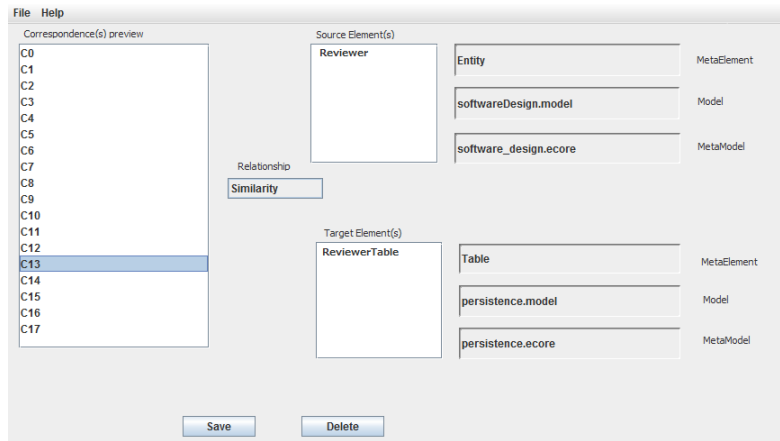 File Help
Correspondence(s) preview
C0
C1
C2
C3
C4
C5
C6
C7
C8
C9
C10
C11
C12
C13
C14
C15
C16
C17
Relationship
Similarity
Source Element(s)
Reviewer
Entity
MetaElement
softwareDesign.model
Model
software_design.ecore
MetaModel
Target Element(s)
ReviewerTable
Table
MetaElement
persistence.model
Model
persistence.ecore
MetaModel
Save
Delete